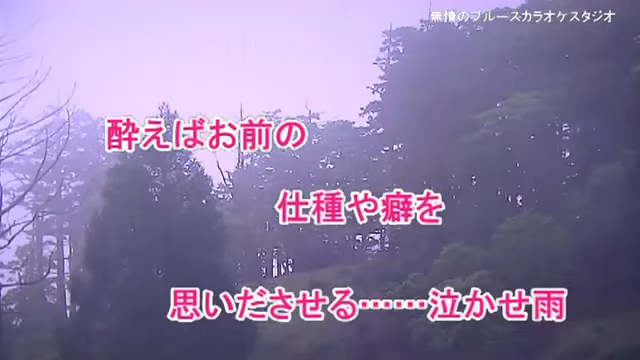 無情のブルースカラオケスタジオ
酔えばお前の
仕種や癖を
思いださせる……泣かせ雨